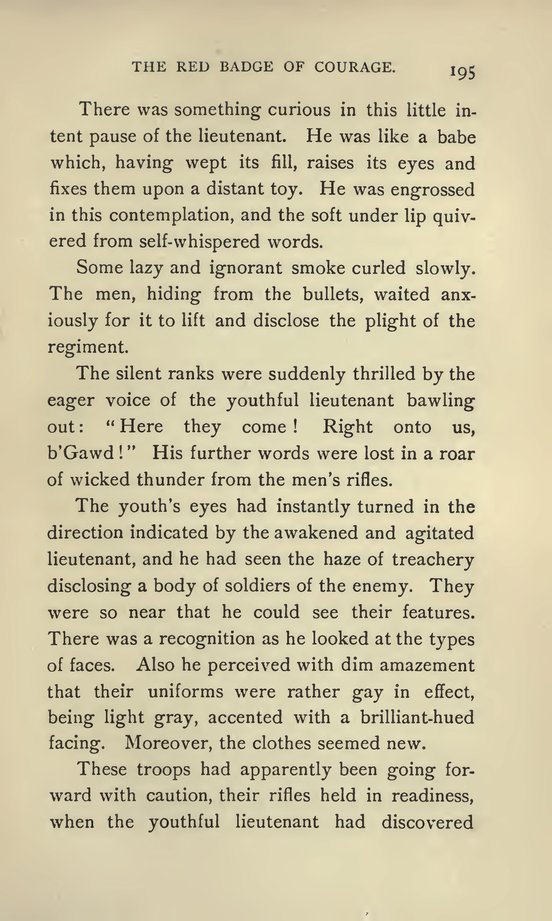 THE RED BADGE OF COURAGE. 195
There was something curious in this little in-
tent pause of the lieutenant. He was like a babe
which, having wept its fill, raises its eyes and
fixes them upon a distant toy. He was engrossed
in this contemplation, and the soft under lip quiv-
ered from self-whispered words.
Some lazy and ignorant smoke curled slowly.
The men, hiding from the bullets, waited anx-
iously for it to lift and disclose the plight of the
regiment.
The silent ranks were suddenly thrilled by the
eager voice of the youthful lieutenant bawling
out: "Here they come! Right onto us,
b'Gawd!" His further words were lost in a roar
of wicked thunder from the men's rifles.
The youth's eyes had instantly turned in the
direction indicated by the awakened and agitated
lieutenant, and he had seen the haze of treachery
disclosing a body of soldiers of the enemy. They
were so near that he could see their features.
There was a recognition as he looked at the types
of faces. Also he perceived with dim amazement
that their uniforms were rather gay in effect,
being light gray, accented with a brilliant-hued
facing. Moreover, the clothes seemed new.
These troops had apparently been going for-
ward with caution, their rifles held in readiness,
when the youthful lieutenant had discovered